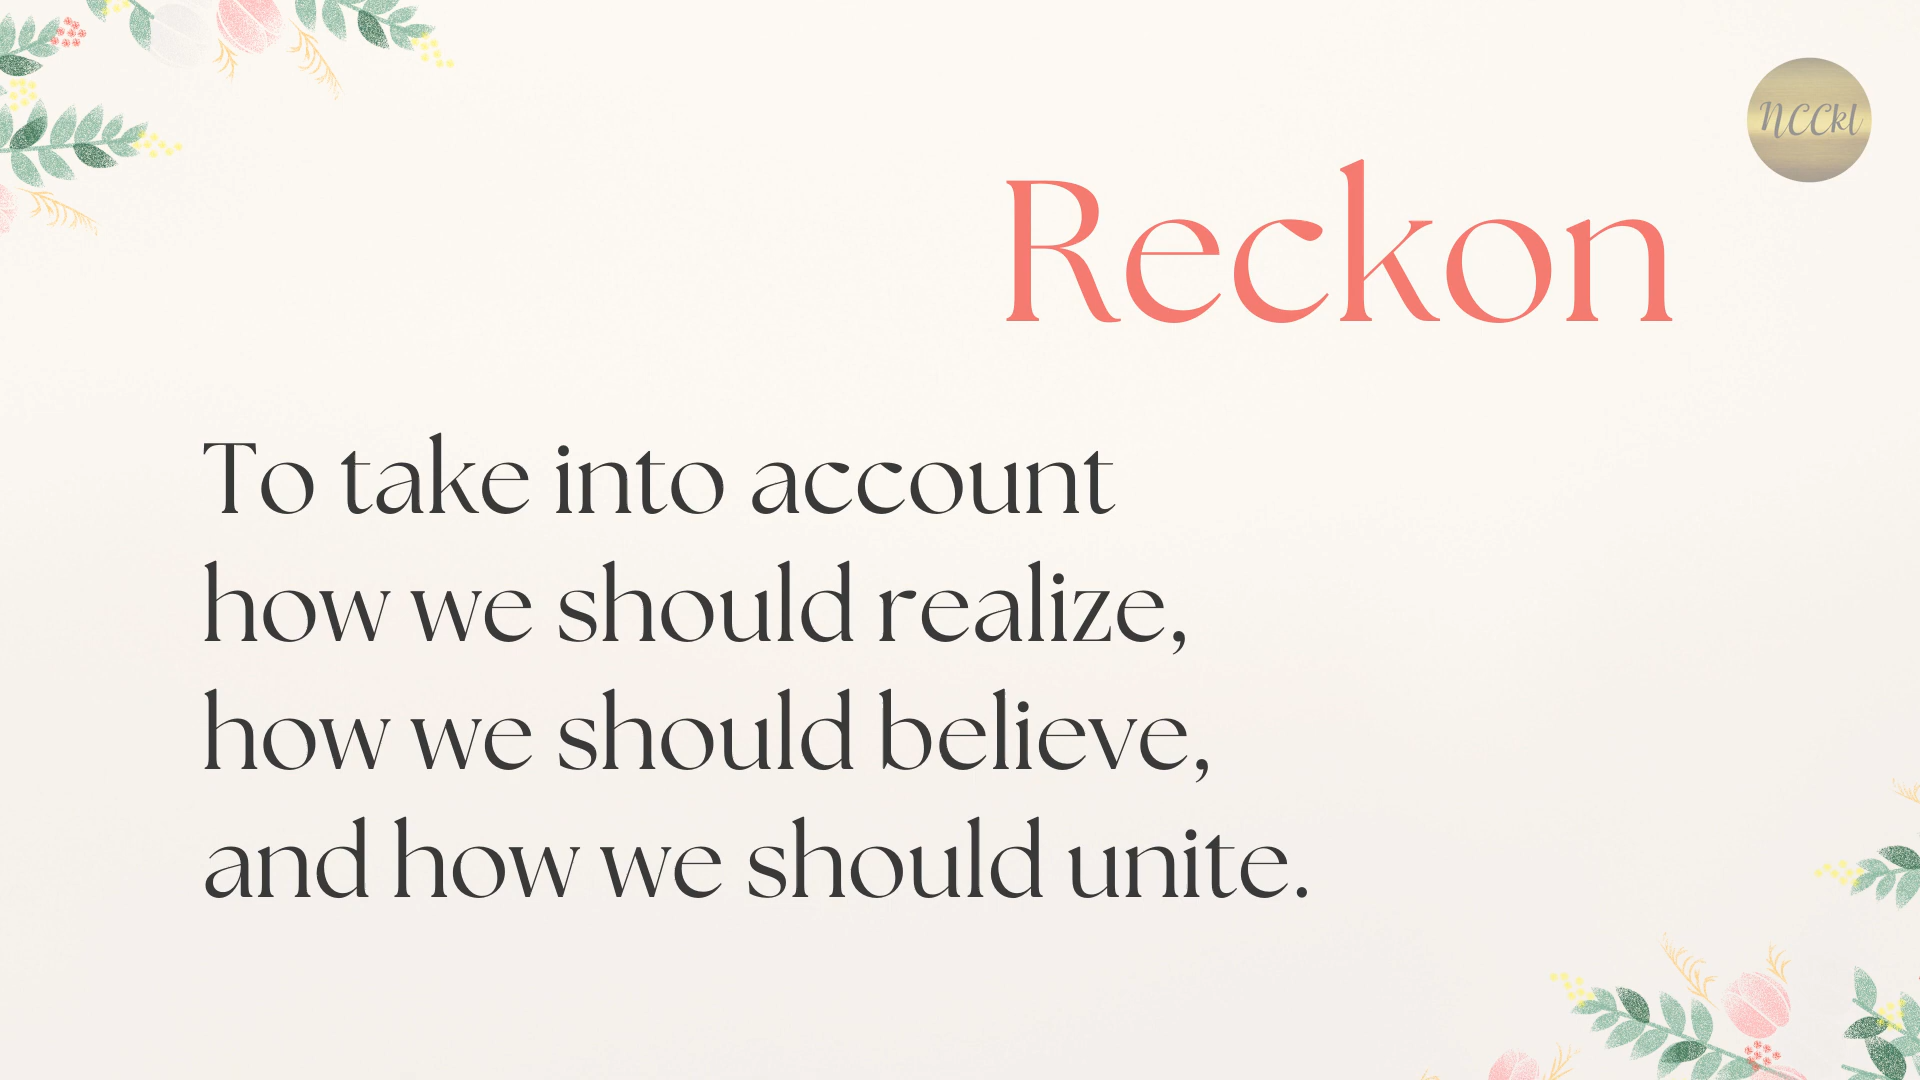 NCCkl
Reckon
To take into account
how we should realize,
how we should believe,
and how we should unite.